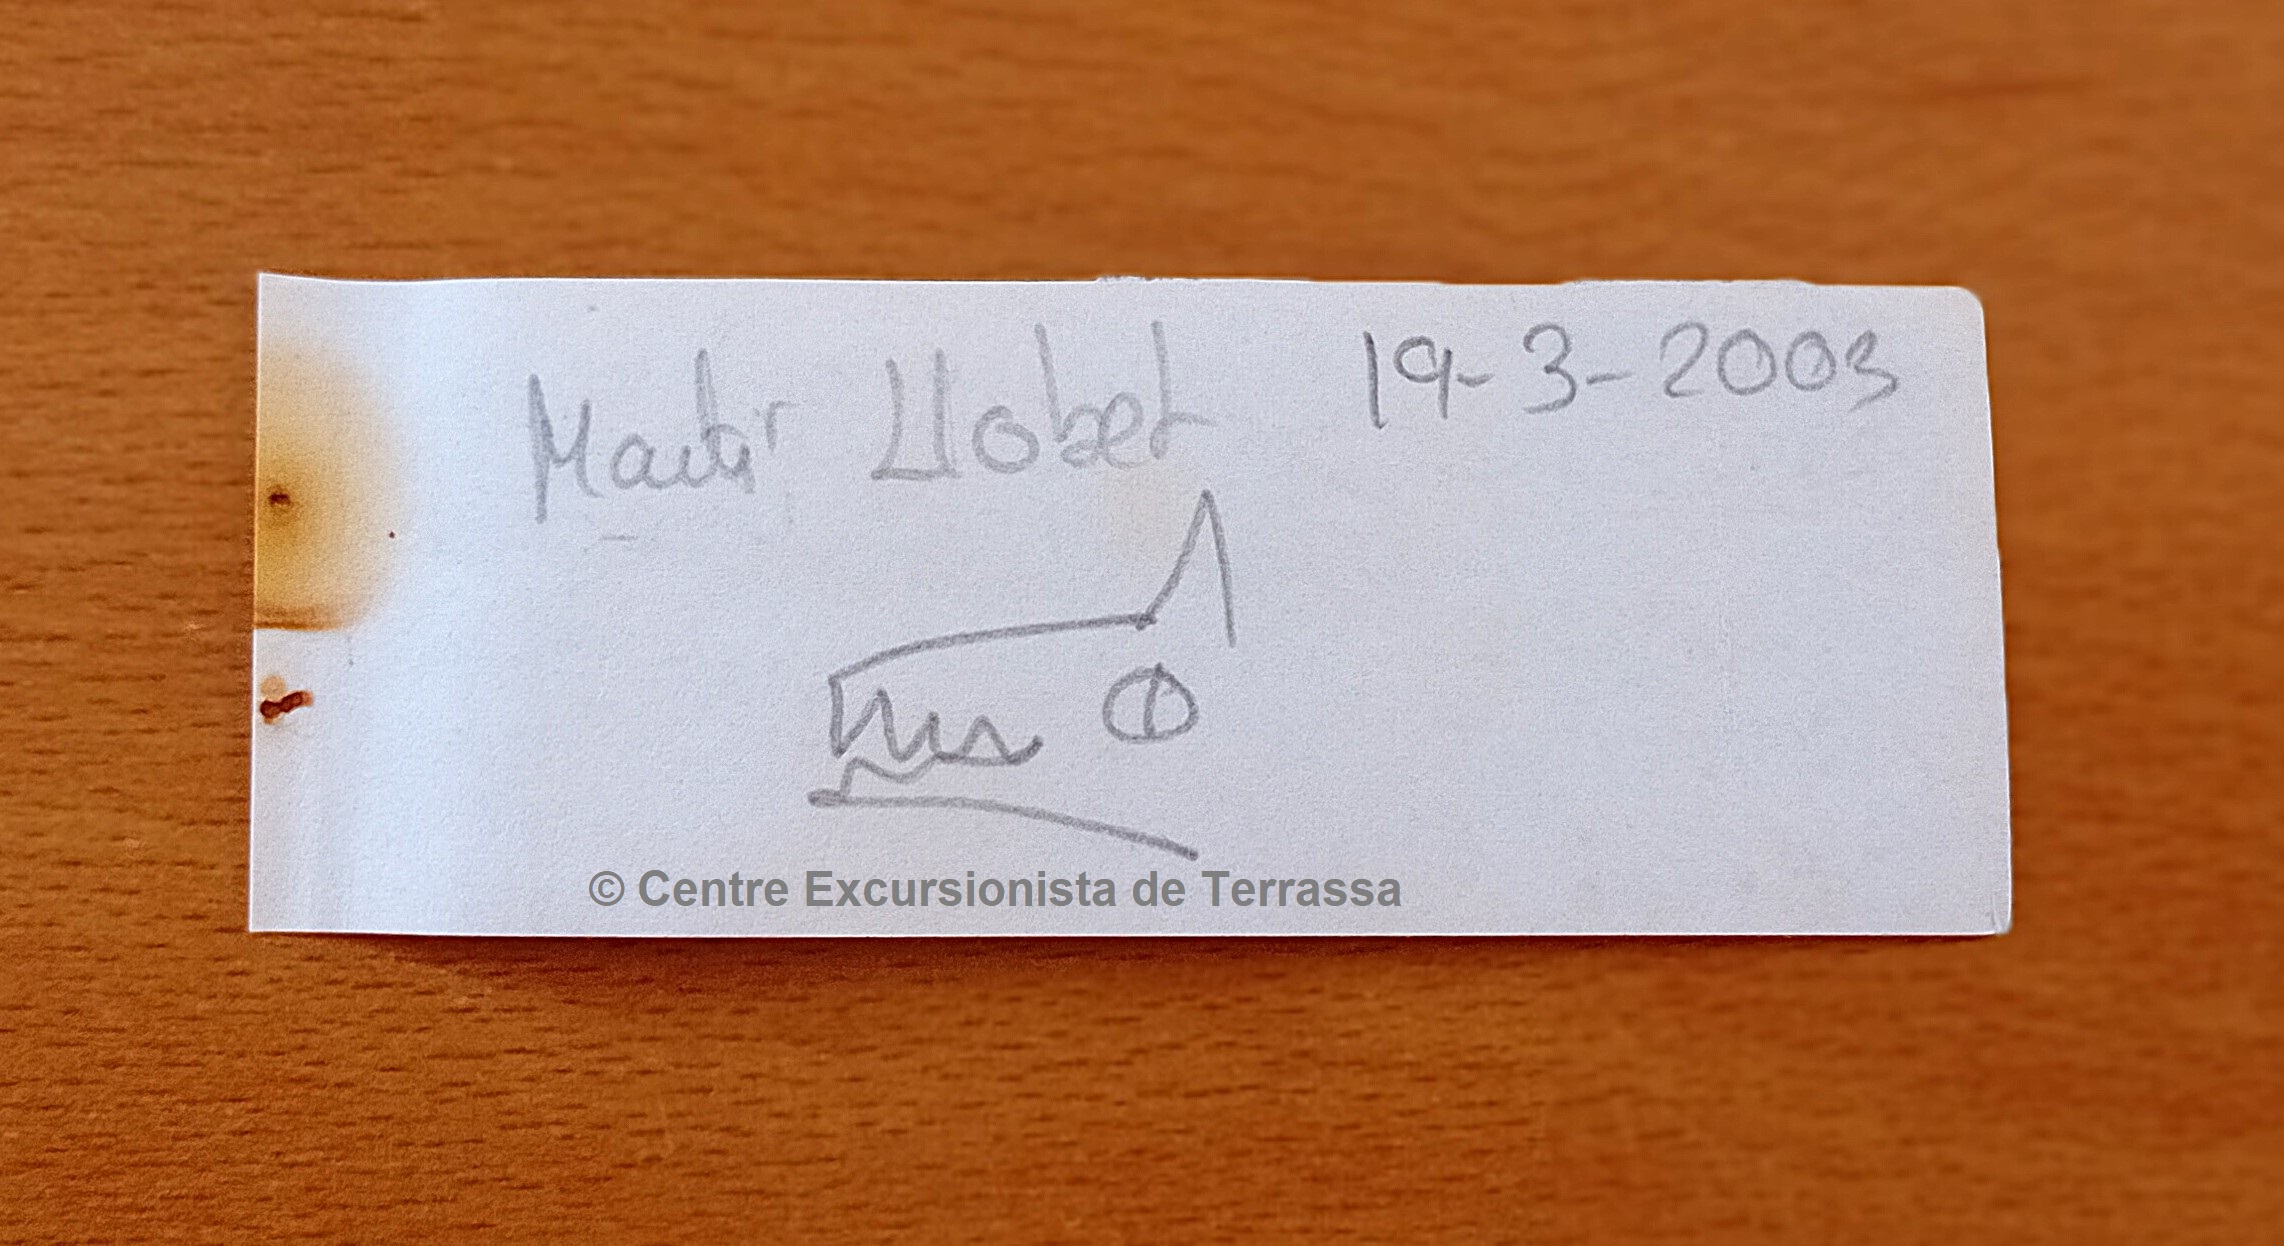 Martí Llobet 19-3-2003
© Centre Excursionista de Terrassa